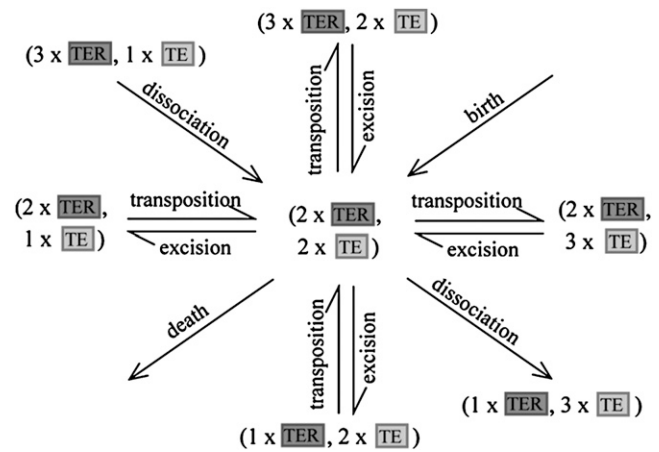 (3 x TER, 2 x TE)
(3 x TER, 1 x TE)
dissociation
transposition
excision
birth
(2 x TER,
1 x TE)
transposition
excision
(2 x TER,
2 x TE)
transposition
excision
(2 x TER,
3 x TE)
death
transposition
excision
dissociation
(1 x TER, 3 x TE)
(1 x TER, 2 x TE)